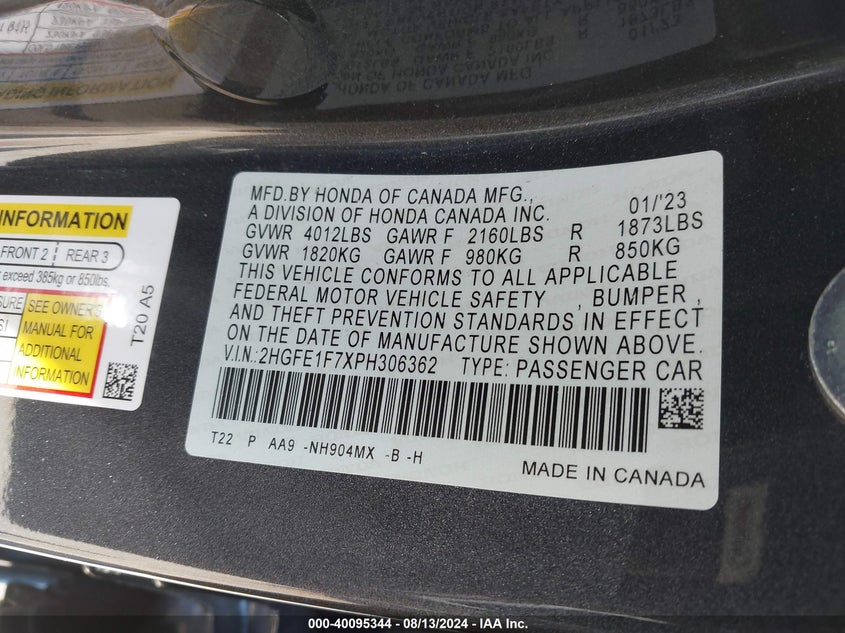 MFD.BY HONDA OF CANADA MFG.,
A DIVISION OF HONDA CANADA INC. 01/'23
GVWR 4012LBS GAWR F 2160LBS R 1873LBS
GVWR 1820KG GAWR F 980KG R 850KG
THIS VEHICLE CONFORMS TO ALL APPLICABLE
FEDERAL MOTOR VEHICLE SAFETY , BUMPER ,
AND THEFT PREVENTION STANDARDS IN EFFECT
ON THE DATE OF MANUFACTURE SHOWN ABOVE.
V.I.N.:2HGFE1F7XPH306362 TYPE: PASSENGER CAR
T22 P AA9 -NH904MX -B -H
MADE IN CANADA
INFORMATION
FRONT 2 REAR 3
exceed 385kg or 850lbs.
SEE OWNER'S
MANUAL FOR
ADDITIONAL
INFORMATION
T20 A5
000-40095344 - 08/13/2024 - IAA Inc.